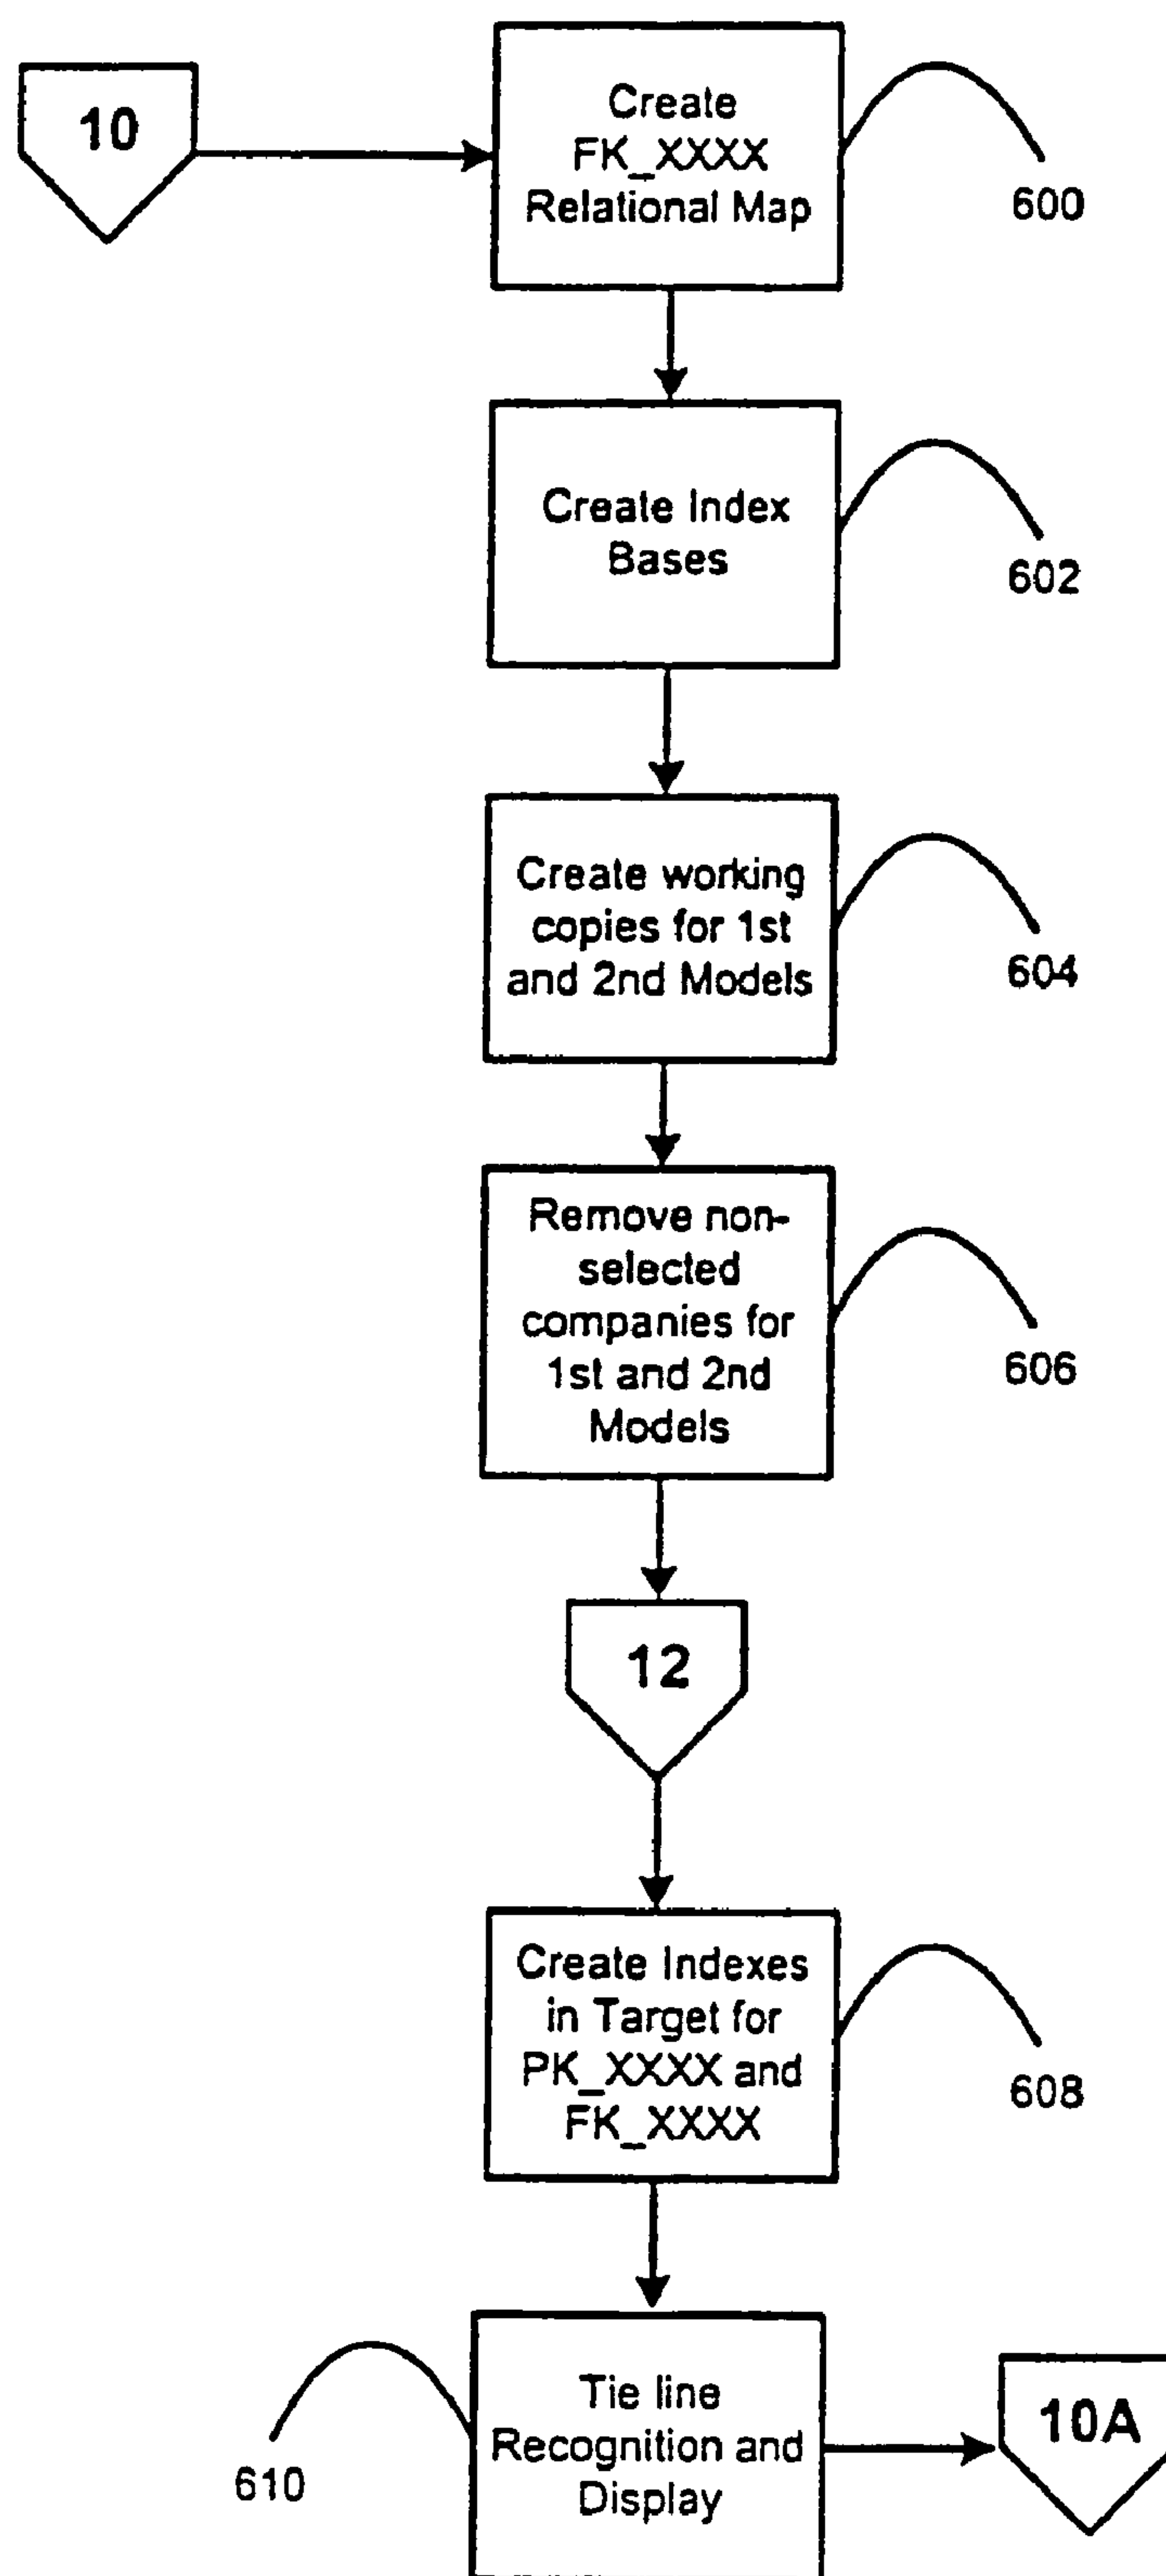 10
Create
FK_XXXX
Relational Map
600
Create Index
Bases
602
Create working
copies for 1st
and 2nd Models
604
Remove non-
selected
companies for
1st and 2nd
Models
606
12
Create Indexes
in Target for
PK_XXXX and
FK_XXXX
608
Tie line
Recognition and
Display
10A
610